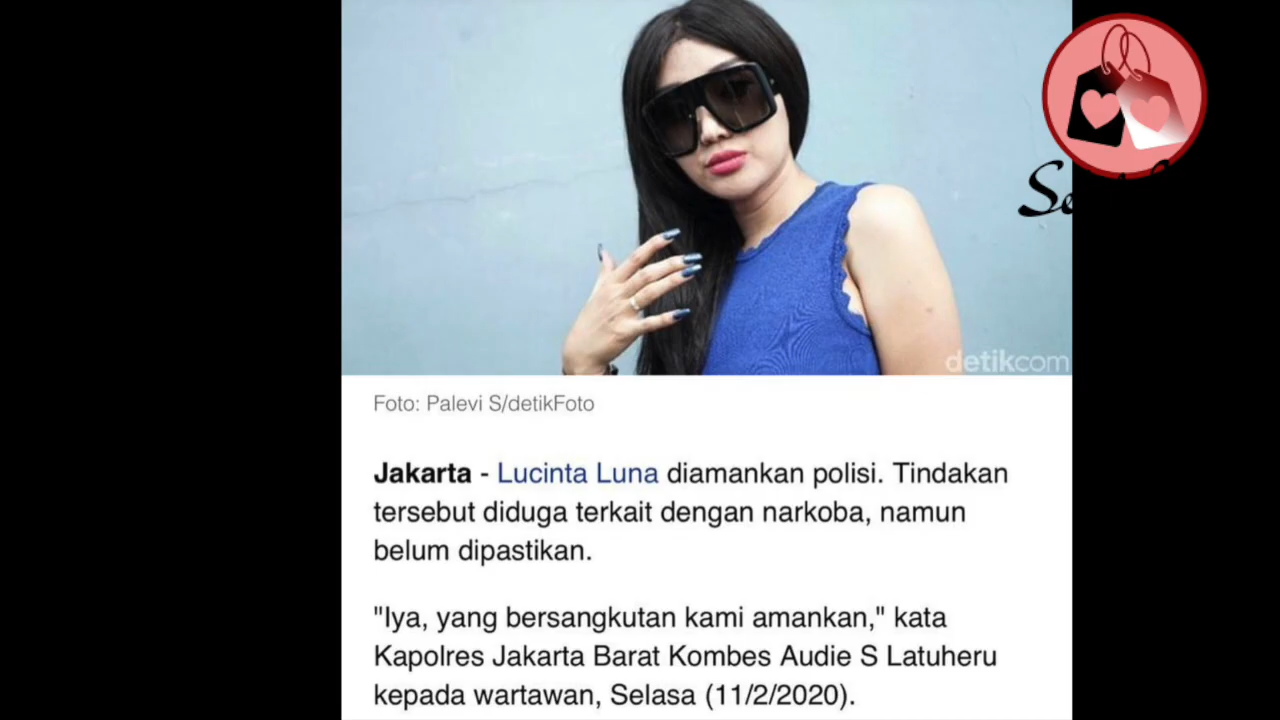 detikcom
Foto: Palevi S/detikFoto
Jakarta - Lucinta Luna diamankan polisi. Tindakan
tersebut diduga terkait dengan narkoba, namun
belum dipastikan.
"Iya, yang bersangkutan kami amankan," kata
Kapolres Jakarta Barat Kombes Audie S Latuheru
kepada wartawan, Selasa (11/2/2020).